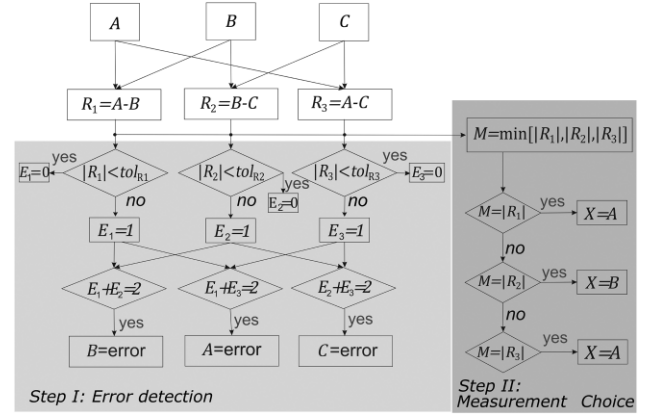 A B C
R₁=A-B R₂=B-C R₃=A-C
M=min[|R₁|,|R₂|,|R₃|]
yes yes
E₁=0 |R₁|<tol_R1 |R₂|<tol_R2 |R₃|<tol_R3 E₃=0
yes
E₂=0
no no no
E₁=1 E₂=1 E₃=1
E₁+E₂=2 E₁+E₃=2 E₂+E₃=2
yes yes yes
B=error A=error C=error
Step I: Error detection
M=|R₁| yes X=A
no
M=|R₂| yes X=B
no
M=|R₃| yes X=A
Step II:
Measurement Choice